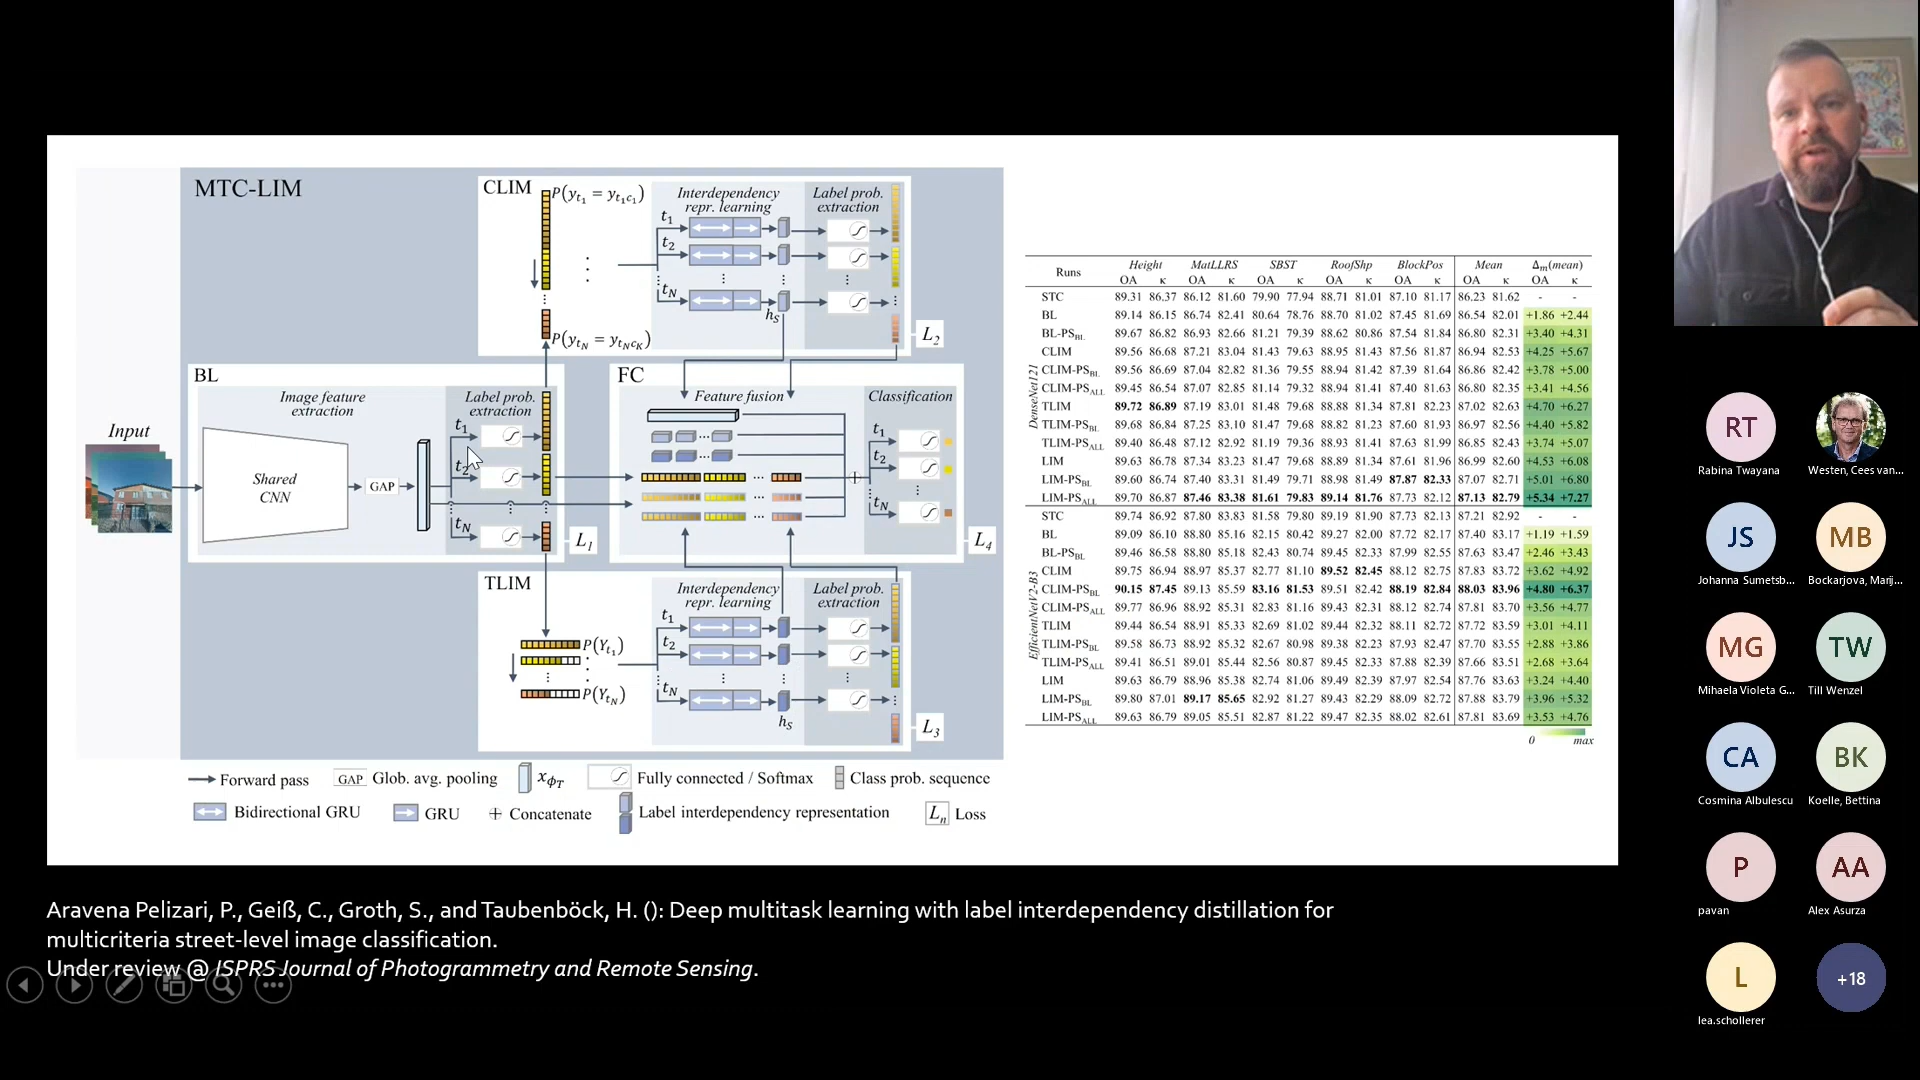 MTC-LIM
CLIM
P(y_t1 = y_t1c1)
P(y_tN = y_tNcK)
Interdependency
repr. learning
Label prob.
extraction
t1
t2
tN
hS
L2
BL
Image feature
extraction
Label prob.
extraction
Input
Shared
CNN
GAP
t1
t2
tN
L1
FC
Feature fusion
Classification
t1
t2
tN
L4
TLIM
P(Y_t1)
P(Y_tN)
Interdependency
repr. learning
Label prob.
extraction
t1
t2
tN
hS
L3
Forward pass
GAP Glob. avg. pooling
x_ϕT
Fully connected / Softmax
Class prob. sequence
Bidirectional GRU
GRU
+ Concatenate
Label interdependency representation
Ln Loss
Runs Height MatLLRS SBST RoofShp BlockPos Mean Δm(mean)
OA κ OA κ OA κ OA κ OA κ OA κ OA κ
DenseNet121
STC 89.31 86.37 86.12 81.60 79.90 77.94 88.71 81.01 87.10 81.17 86.23 81.62 - -
BL 89.14 86.15 86.74 82.41 80.64 78.76 88.70 81.02 87.45 81.69 86.54 82.01 +1.86 +2.44
BL-PS_BL 89.67 86.82 86.93 82.66 81.21 79.39 88.62 80.86 87.54 81.84 86.80 82.31 +3.40 +4.31
CLIM 89.56 86.68 87.21 83.04 81.43 79.63 88.95 81.43 87.56 81.87 86.94 82.53 +4.25 +5.67
CLIM-PS_BL 89.56 86.69 87.04 82.82 81.36 79.55 88.94 81.42 87.39 81.64 86.86 82.42 +3.78 +5.00
CLIM-PS_ALL 89.45 86.54 87.07 82.85 81.14 79.32 88.94 81.41 87.40 81.63 86.80 82.35 +3.41 +4.56
TLIM 89.72 86.89 87.19 83.01 81.48 79.68 88.88 81.34 87.81 82.23 87.02 82.63 +4.70 +6.27
TLIM-PS_BL 89.68 86.84 87.25 83.10 81.47 79.68 88.82 81.23 87.60 81.93 86.97 82.56 +4.40 +5.82
TLIM-PS_ALL 89.40 86.48 87.12 82.92 81.19 79.36 88.93 81.41 87.63 81.99 86.85 82.43 +3.74 +5.07
LIM 89.63 86.78 87.34 83.23 81.47 79.68 88.89 81.34 87.61 81.96 86.99 82.60 +4.53 +6.08
LIM-PS_BL 89.60 86.74 87.40 83.31 81.49 79.71 88.98 81.49 87.87 82.33 87.07 82.71 +5.01 +6.80
LIM-PS_ALL 89.70 86.87 87.46 83.38 81.61 79.83 89.14 81.76 87.73 82.12 87.13 82.79 +5.34 +7.27
EfficientNetV2-B3
STC 89.74 86.92 87.80 83.83 81.58 79.80 89.19 81.90 87.73 82.13 87.21 82.92 - -
BL 89.09 86.10 88.80 85.16 82.15 80.42 89.27 82.00 87.72 82.17 87.40 83.17 +1.19 +1.59
BL-PS_BL 89.46 86.58 88.80 85.18 82.43 80.74 89.45 82.33 87.99 82.55 87.63 83.47 +2.46 +3.43
CLIM 89.75 86.94 88.97 85.37 82.77 81.10 89.52 82.45 88.12 82.75 87.83 83.72 +3.62 +4.92
CLIM-PS_BL 90.15 87.45 89.13 85.59 83.16 81.53 89.51 82.42 88.19 82.84 88.03 83.96 +4.80 +6.37
CLIM-PS_ALL 89.77 86.96 88.92 85.31 82.83 81.16 89.43 82.31 88.12 82.74 87.81 83.70 +3.56 +4.77
TLIM 89.44 86.54 88.91 85.33 82.69 81.02 89.44 82.32 88.11 82.72 87.72 83.59 +3.01 +4.11
TLIM-PS_BL 89.58 86.73 88.92 85.32 82.67 80.98 89.38 82.23 87.93 82.47 87.70 83.55 +2.88 +3.86
TLIM-PS_ALL 89.41 86.51 89.01 85.44 82.56 80.87 89.45 82.33 87.88 82.39 87.66 83.51 +2.68 +3.64
LIM 89.63 86.79 88.96 85.38 82.74 81.06 89.49 82.39 87.97 82.54 87.76 83.63 +3.24 +4.40
LIM-PS_BL 89.80 87.01 89.17 85.65 82.92 81.27 89.43 82.29 88.09 82.72 87.88 83.79 +3.96 +5.32
LIM-PS_ALL 89.63 86.79 89.05 85.51 82.87 81.22 89.47 82.35 88.02 82.61 87.81 83.69 +3.53 +4.76
0 max
Aravena Pelizari, P., Geiß, C., Groth, S., and Taubenböck, H. (): Deep multitask learning with label interdependency distillation for
multicriteria street-level image classification.
Under review @ ISPRS Journal of Photogrammetry and Remote Sensing.
RT
Rabina Twayana
Westen, Cees van...
JS
Johanna Sumetsb...
MB
Bockarjova, Marij...
MG
Mihaela Violeta G...
TW
Till Wenzel
CA
Cosmina Albulescu
BK
Koelle, Bettina
P
pavan
AA
Alex Asurza
L
lea.schollerer
+18